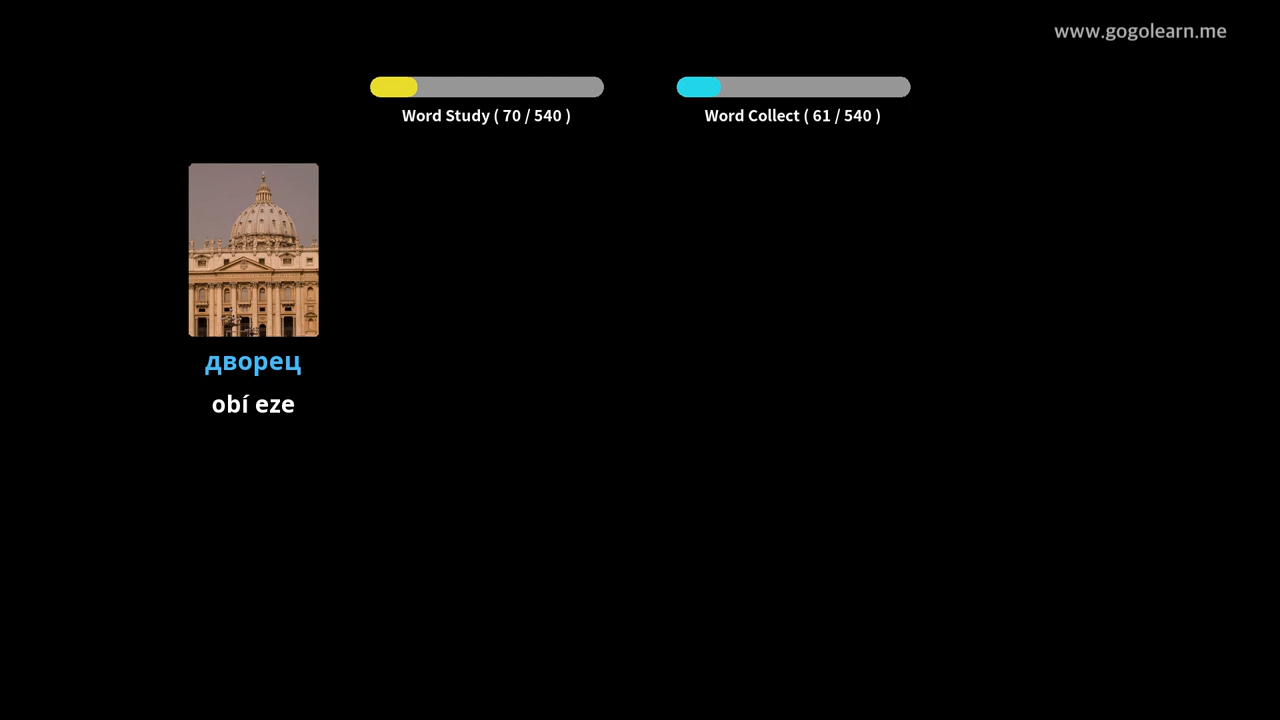 www.gogolearn.me
Word Study ( 70 / 540 )
Word Collect ( 61 / 540 )
дворец
obí eze